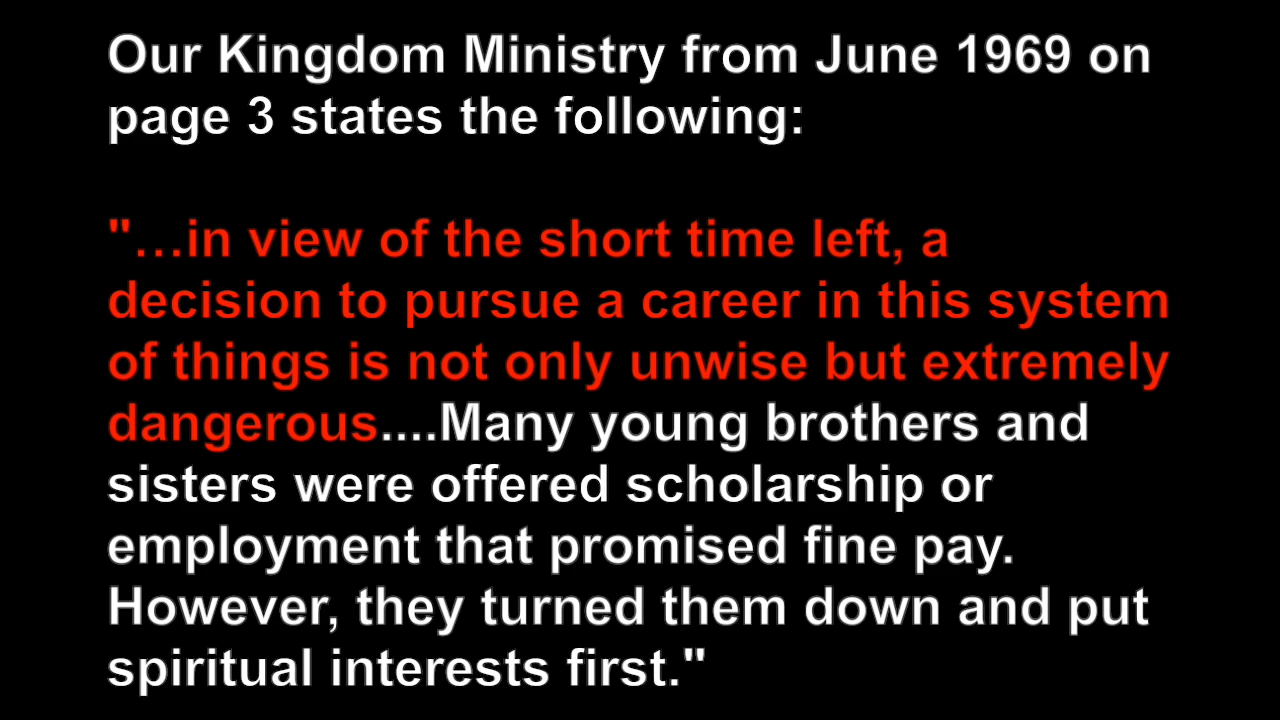 Our Kingdom Ministry from June 1969 on
page 3 states the following:
"…in view of the short time left, a
decision to pursue a career in this system
of things is not only unwise but extremely
dangerous....Many young brothers and
sisters were offered scholarship or
employment that promised fine pay.
However, they turned them down and put
spiritual interests first."